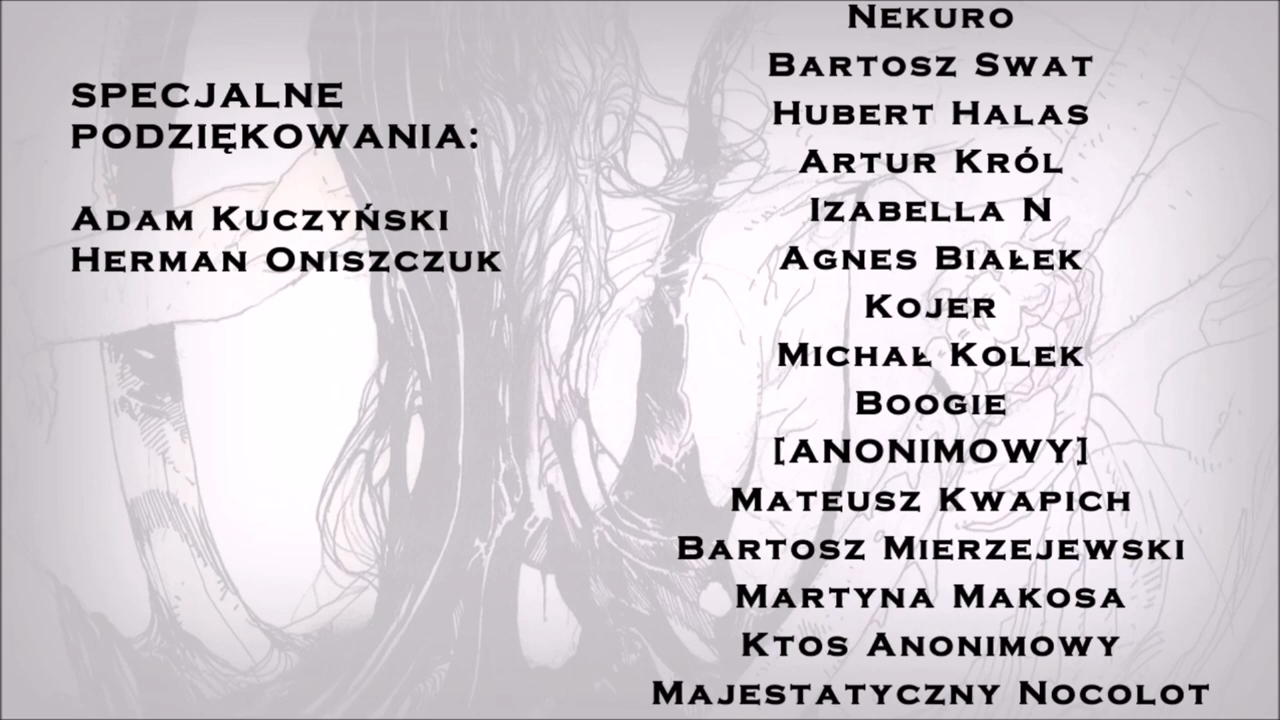 SPECJALNE
PODZIĘKOWANIA:
ADAM KUCZYŃSKI
HERMAN ONISZCZUK
NEKURO
BARTOSZ SWAT
HUBERT HALAS
ARTUR KRÓL
IZABELLA N
AGNES BIAŁEK
KOJER
MICHAŁ KOLEK
BOOGIE
[ANONIMOWY]
MATEUSZ KWAPICH
BARTOSZ MIERZEJEWSKI
MARTYNA MAKOSA
KTOS ANONIMOWY
MAJESTATYCZNY NOCOLOT